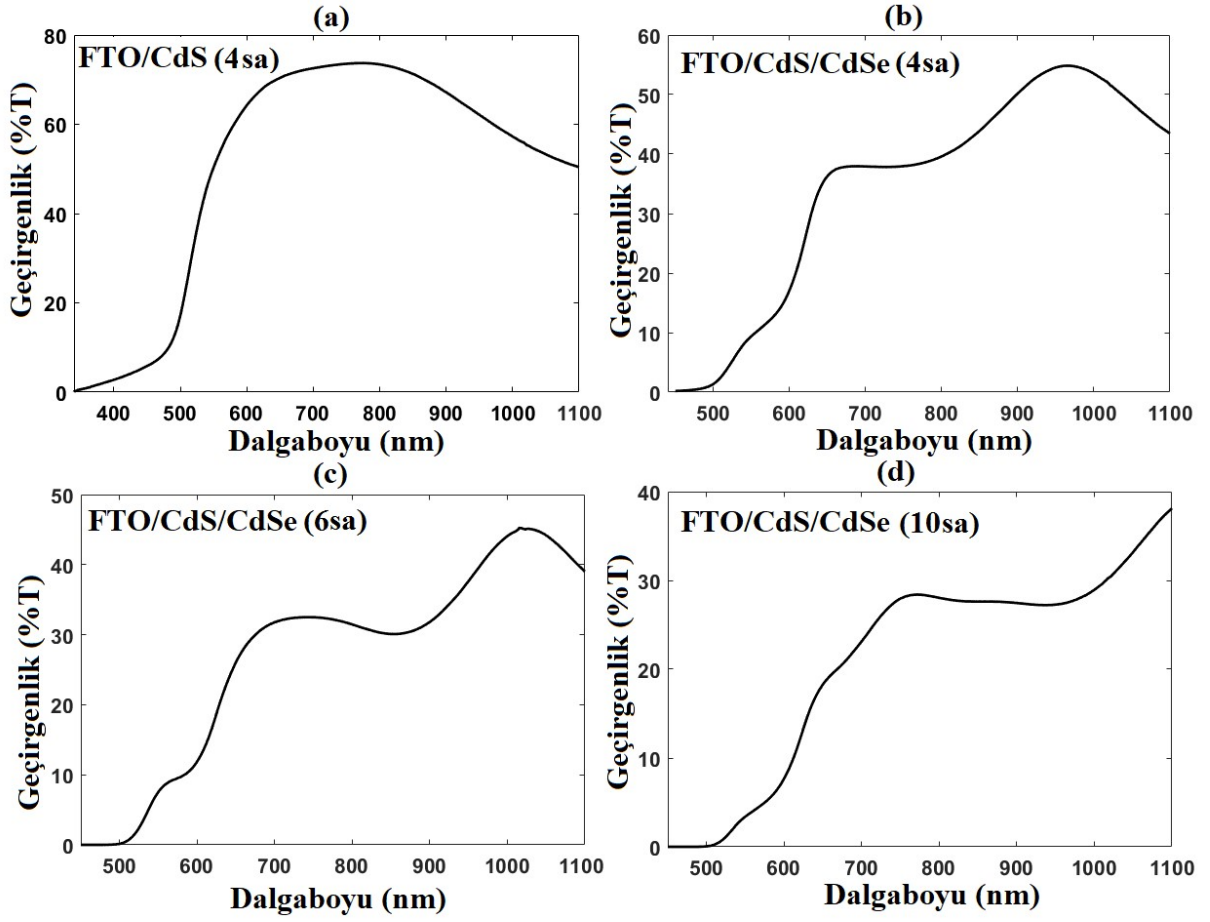 (a)
FTO/CdS (4sa)
Geçirgenlik (%T)
80
60
40
20
0
400 500 600 700 800 900 1000 1100
Dalgaboyu (nm)
(b)
FTO/CdS/CdSe (4sa)
Geçirgenlik (%T)
60
50
40
30
20
10
0
500 600 700 800 900 1000 1100
Dalgaboyu (nm)
(c)
FTO/CdS/CdSe (6sa)
Geçirgenlik (%T)
50
40
30
20
10
0
500 600 700 800 900 1000 1100
Dalgaboyu (nm)
(d)
FTO/CdS/CdSe (10sa)
Geçirgenlik (%T)
40
30
20
10
0
500 600 700 800 900 1000 1100
Dalgaboyu (nm)